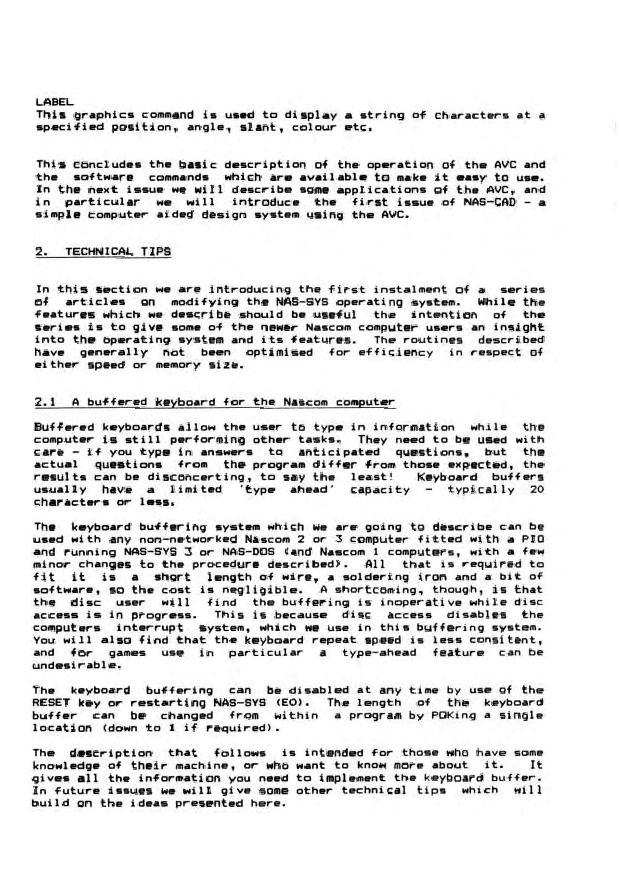 LABEL
This graphics command is used to display a string of characters at a
specified position, angle, slant, colour etc.
This concludes the basic description of the operation of the AVC and
the software commands which are available to make it easy to use.
In the next issue we will describe some applications of the AVC, and
in particular we will introduce the first issue of NAS-CAD - a
simple computer aided design system using the AVC.
2. TECHNICAL TIPS
In this section we are introducing the first instalment of a series
of articles on modifying the NAS-SYS operating system. While the
features which we describe should be useful the intention of the
series is to give some of the newer Nascom computer users an insight
into the operating system and its features. The routines described
have generally not been optimised for efficiency in respect of
either speed or memory size.
2.1 A buffered keyboard for the Nascom computer
Buffered keyboards allow the user to type in information while the
computer is still performing other tasks. They need to be used with
care - if you type in answers to anticipated questions, but the
actual questions from the program differ from those expected, the
results can be disconcerting, to say the least! Keyboard buffers
usually have a limited 'type ahead' capacity - typically 20
characters or less.
The keyboard buffering system which we are going to describe can be
used with any non-networked Nascom 2 or 3 computer fitted with a PIO
and running NAS-SYS 3 or NAS-DOS (and Nascom 1 computers, with a few
minor changes to the procedure described). All that is required to
fit it is a short length of wire, a soldering iron and a bit of
software, so the cost is negligible. A shortcoming, though, is that
the disc user will find the buffering is inoperative while disc
access is in progress. This is because disc access disables the
computers interrupt system, which we use in this buffering system.
You will also find that the keyboard repeat speed is less consitent,
and for games use in particular a type-ahead feature can be
undesirable.
The keyboard buffering can be disabled at any time by use of the
RESET key or restarting NAS-SYS (E0). The length of the keyboard
buffer can be changed from within a program by POKing a single
location (down to 1 if required).
The description that follows is intended for those who have some
knowledge of their machine, or who want to know more about it. It
gives all the information you need to implement the keyboard buffer.
In future issues we will give some other technical tips which will
build on the ideas presented here.